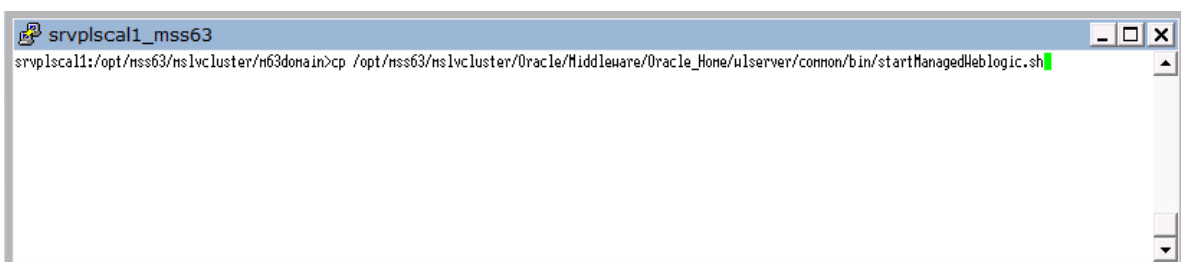 srvplscal1_mss63
srvplscal1:/opt/mss63/mslvcluster/m63domain>cp /opt/mss63/mslvcluster/Oracle/Middleware/Oracle_Home/wlserver/common/bin/startManagedWeblogic.sh